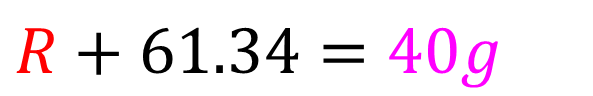 R + 61.34 = 40g